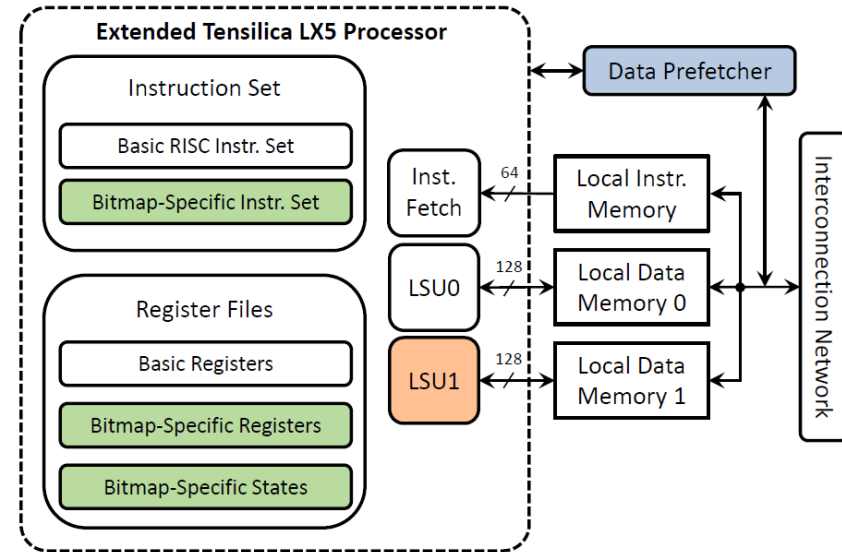 Extended Tensilica LX5 Processor
Instruction Set
Basic RISC Instr. Set
Bitmap-Specific Instr. Set
Register Files
Basic Registers
Bitmap-Specific Registers
Bitmap-Specific States
Inst.
Fetch
LSU0
LSU1
64
128
128
Data Prefetcher
Local Instr.
Memory
Local Data
Memory 0
Local Data
Memory 1
Interconnection Network